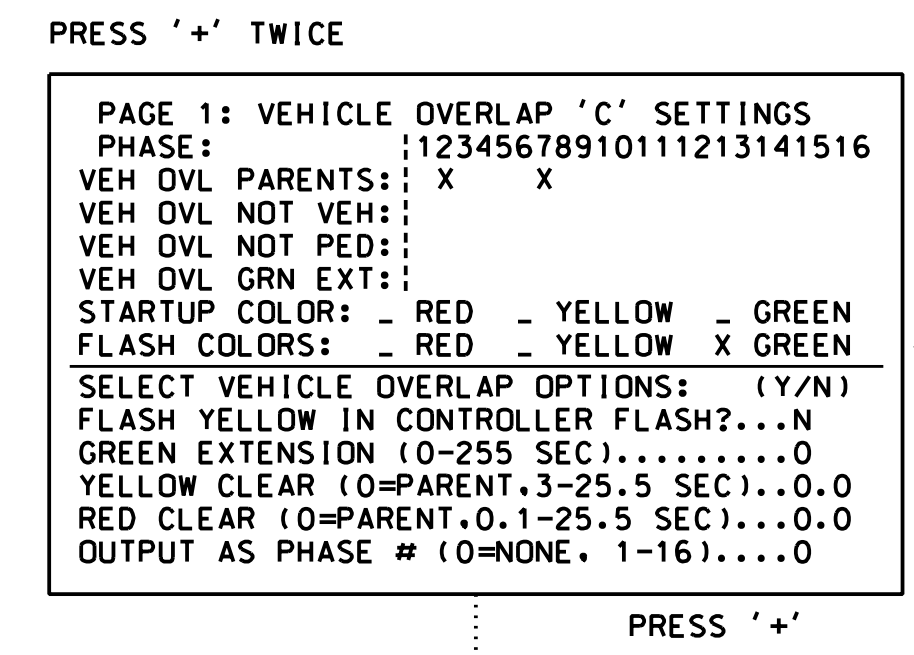 PRESS '+' TWICE
PAGE 1: VEHICLE OVERLAP 'C' SETTINGS
PHASE: ¦12345678910111213141516
VEH OVL PARENTS:¦ X X
VEH OVL NOT VEH:¦
VEH OVL NOT PED:¦
VEH OVL GRN EXT:¦
STARTUP COLOR: _ RED _ YELLOW _ GREEN
FLASH COLORS: _ RED _ YELLOW X GREEN
SELECT VEHICLE OVERLAP OPTIONS: (Y/N)
FLASH YELLOW IN CONTROLLER FLASH?...N
GREEN EXTENSION (0-255 SEC).........0
YELLOW CLEAR (0=PARENT,3-25.5 SEC)..0.0
RED CLEAR (0=PARENT,0.1-25.5 SEC)...0.0
OUTPUT AS PHASE # (0=NONE, 1-16)....0
PRESS '+'